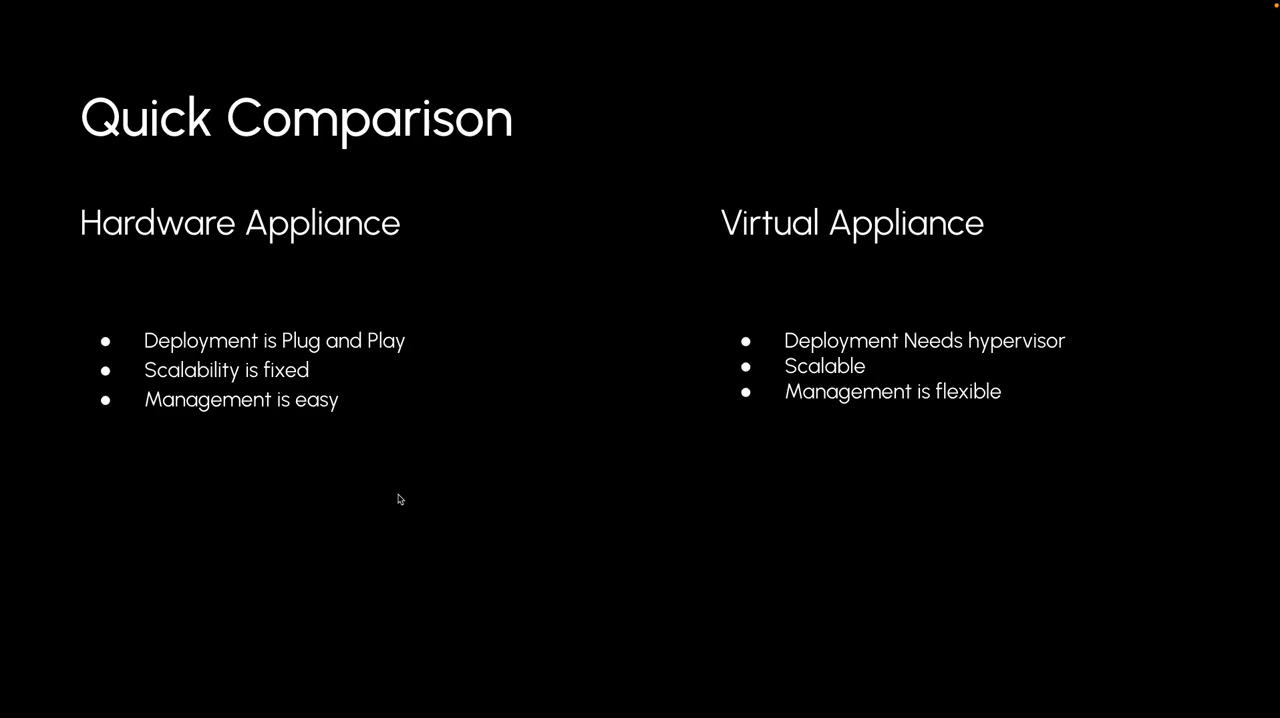 Quick Comparison
Hardware Appliance
● Deployment is Plug and Play
● Scalability is fixed
● Management is easy
Virtual Appliance
● Deployment Needs hypervisor
● Scalable
● Management is flexible